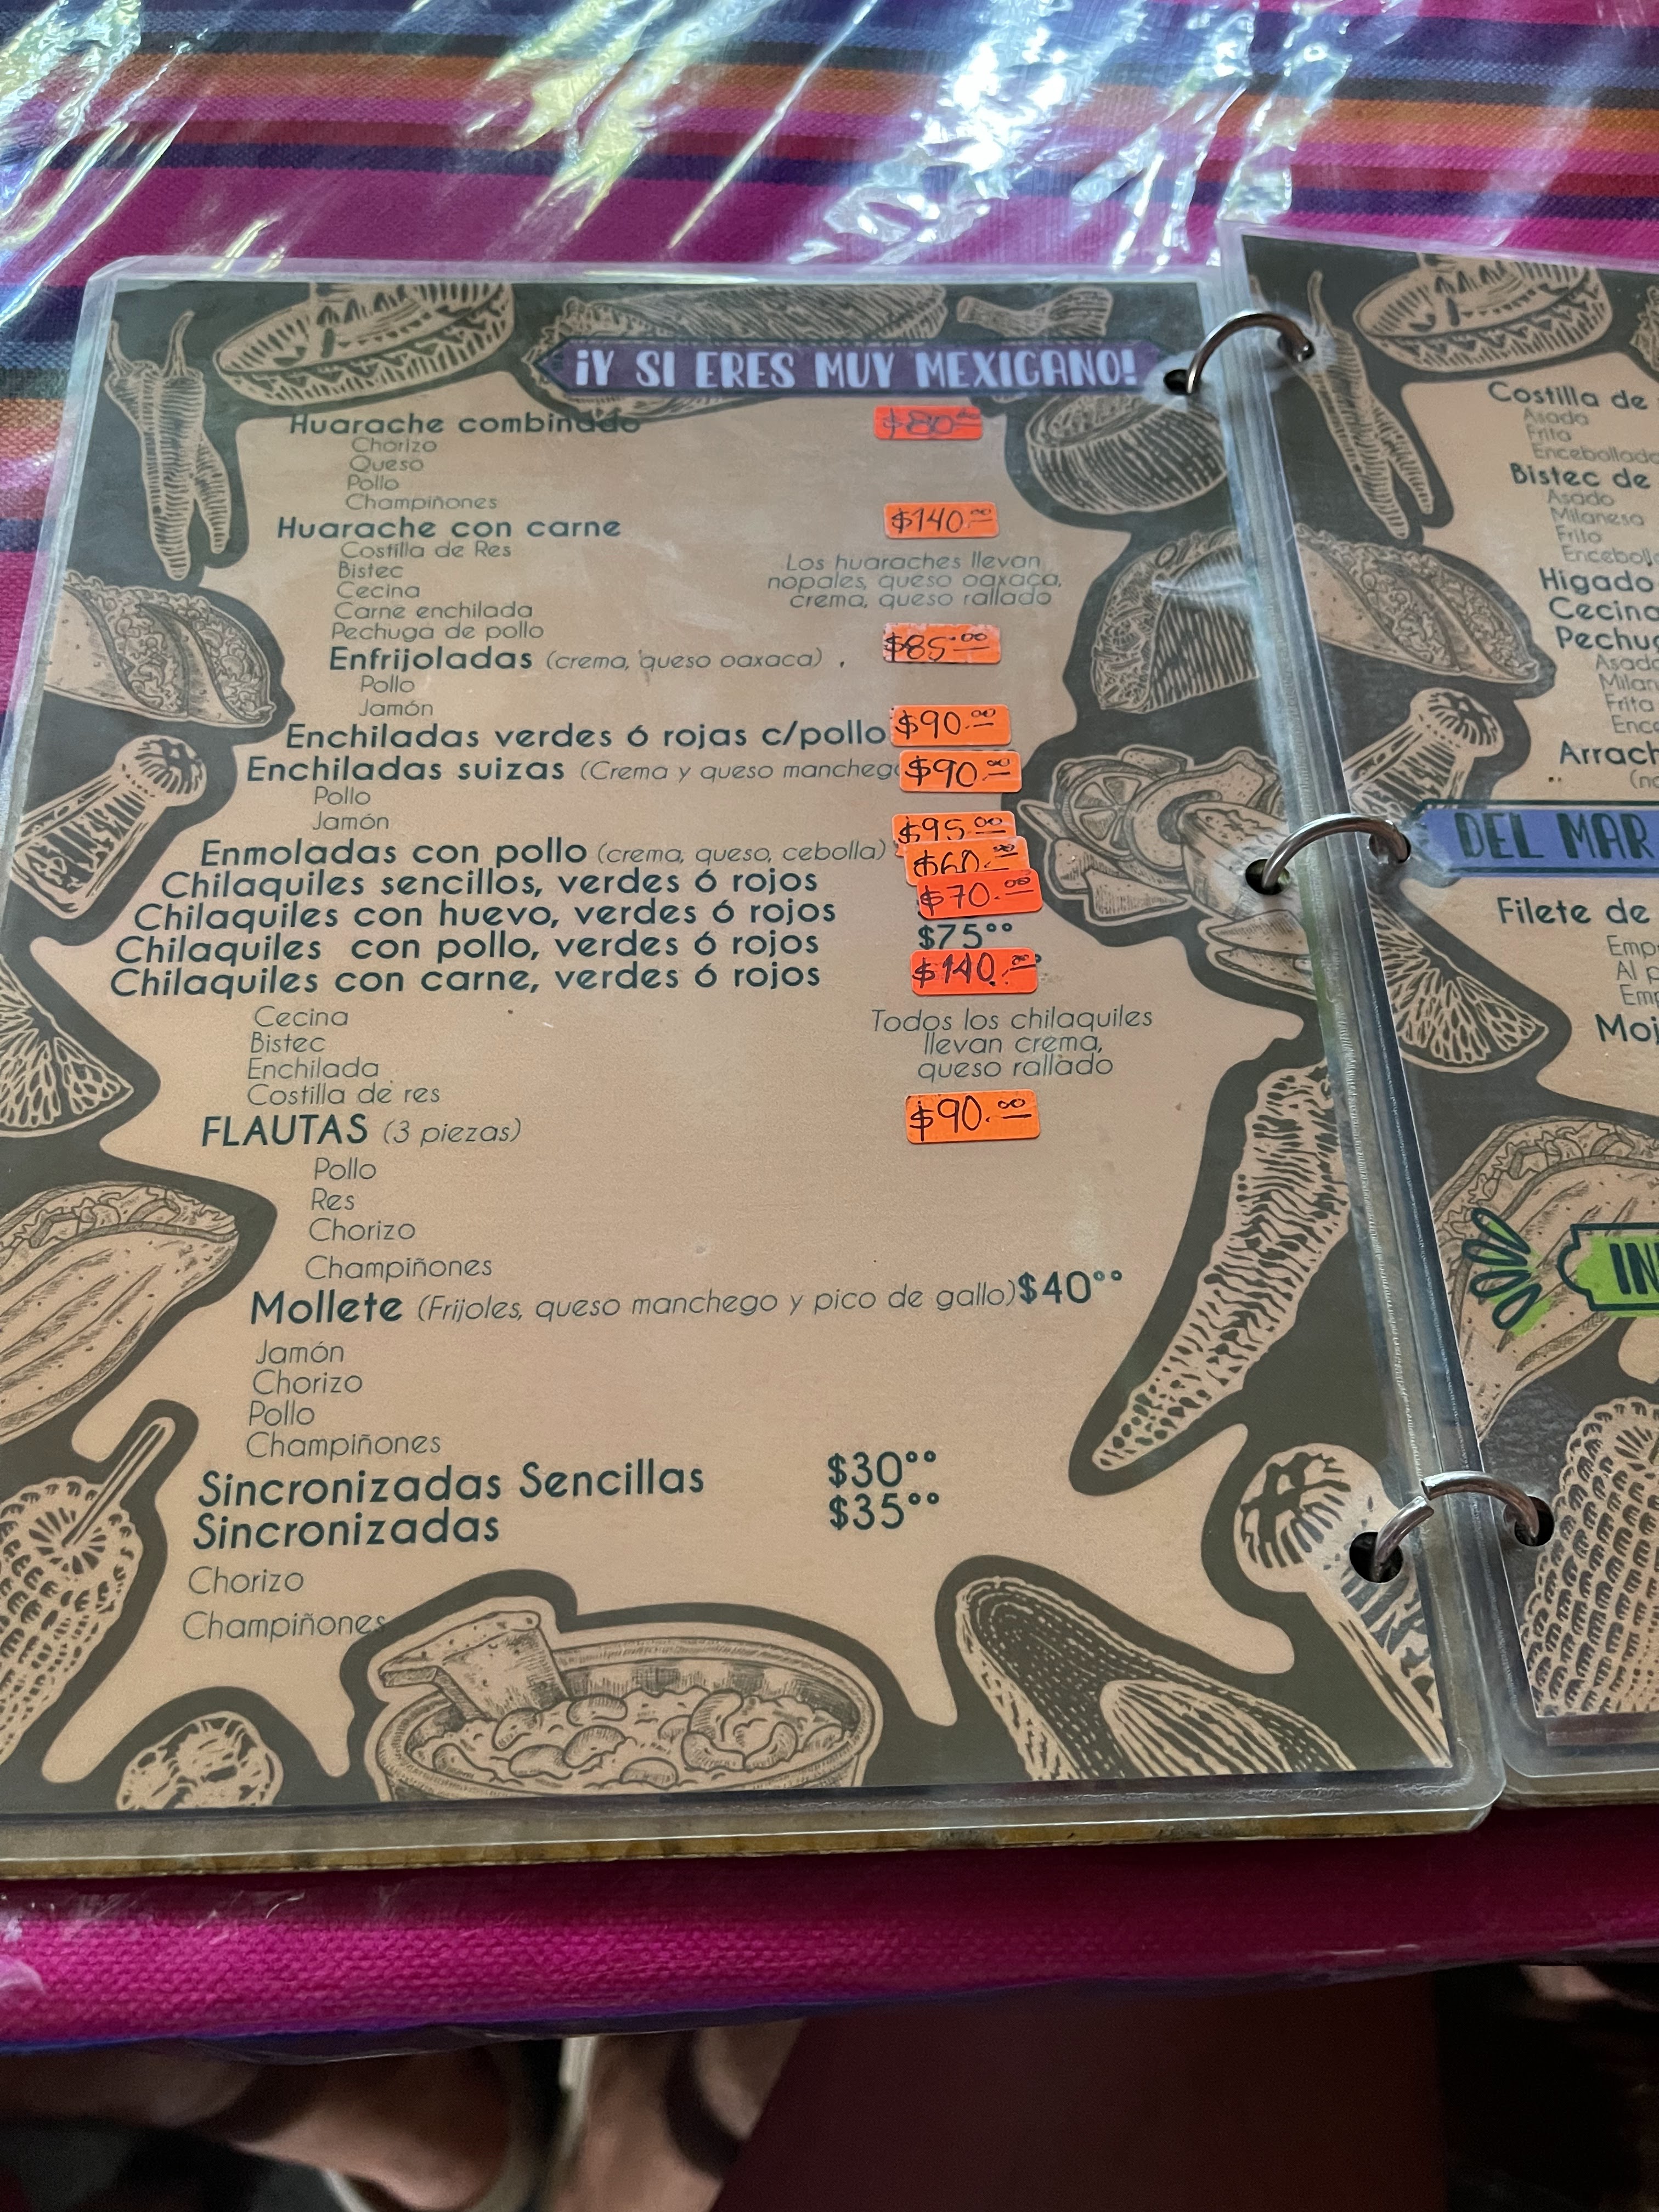 ¡Y SI ERES MUY MEXICANO!
Huarache combinado $80.00
Chorizo
Queso
Pollo
Champiñones
Huarache con carne $140.00
Costilla de Res
Bistec
Cecina
Carne enchilada
Pechuga de pollo
Los huaraches llevan
nopales, queso oaxaca,
crema, queso rallado
Enfrijoladas (crema, queso oaxaca) . $85.00
Pollo
Jamón
Enchiladas verdes ó rojas c/pollo $90.00
Enchiladas suizas (Crema y queso manchego $90.00
Pollo
Jamón
Enmoladas con pollo (crema, queso, cebolla) $95.00
Chilaquiles sencillos, verdes ó rojos $60.00
Chilaquiles con huevo, verdes ó rojos $70.00
Chilaquiles con pollo, verdes ó rojos $75°°
Chilaquiles con carne, verdes ó rojos $140.00
Cecina
Bistec
Enchilada
Costilla de res
Todos los chilaquiles
llevan crema,
queso rallado
FLAUTAS (3 piezas) $90.00
Pollo
Res
Chorizo
Champiñones
Mollete (Frijoles, queso manchego y pico de gallo) $40°°
Jamón
Chorizo
Pollo
Champiñones
Sincronizadas Sencillas $30°°
Sincronizadas $35°°
Chorizo
Champiñones
Costilla de
Asado
Frito
Encebollado
Bistec de
Asado
Milanesa
Frito
Higado
Cecina
Asado
Frita
DEL MAR
Filete de
Al